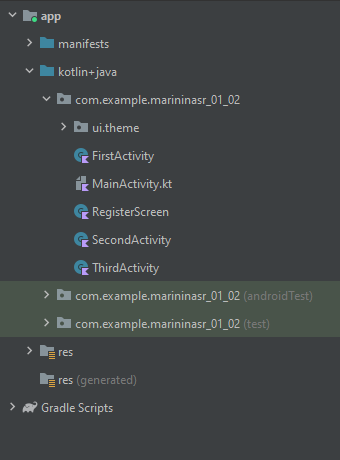 app
manifests
kotlin+java
com.example.marininasr_01_02
ui.theme
FirstActivity
MainActivity.kt
RegisterScreen
SecondActivity
ThirdActivity
com.example.marininasr_01_02 (androidTest)
com.example.marininasr_01_02 (test)
res
res (generated)
Gradle Scripts